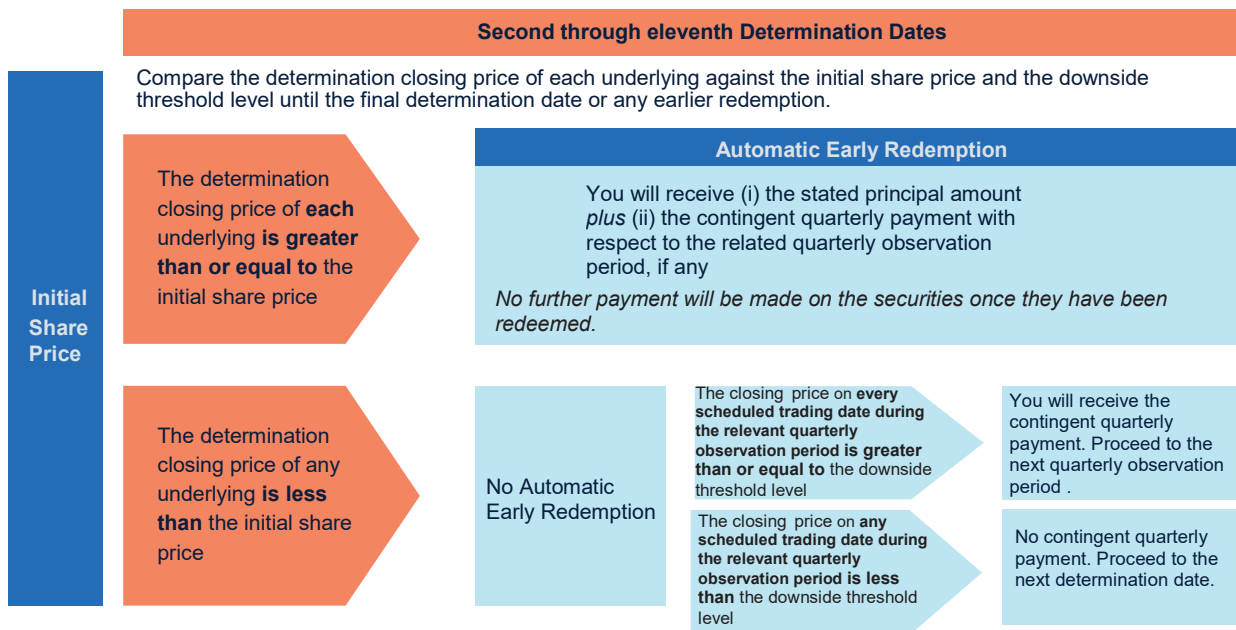 Second through eleventh Determination Dates
Compare the determination closing price of each underlying against the initial share price and the downside
threshold level until the final determination date or any earlier redemption.
Initial
Share
Price
The determination
closing price of each
underlying is greater
than or equal to the
initial share price
Automatic Early Redemption
You will receive (i) the stated principal amount
plus (ii) the contingent quarterly payment with
respect to the related quarterly observation
period, if any
No further payment will be made on the securities once they have been
redeemed.
The determination
closing price of any
underlying is less
than the initial share
price
No Automatic
Early Redemption
The closing price on every
scheduled trading date during
the relevant quarterly
observation period is greater
than or equal to the downside
threshold level
You will receive the
contingent quarterly
payment. Proceed to the
next quarterly observation
period .
The closing price on any
scheduled trading date during
the relevant quarterly
observation period is less
than the downside threshold
level
No contingent quarterly
payment. Proceed to the
next determination date.